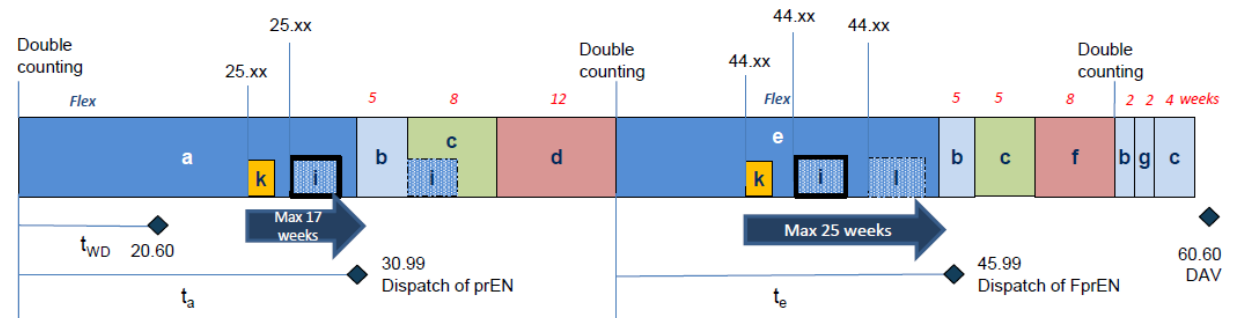 44.xx
25.xx
44.xx
44.xx
Double
counting
Double
counting
Double
counting
25.xx
44.xx
Flex
5
8
12
Flex
5
5
8
2
2
4 weeks
a
k
i
b
c
i
d
e
k
i
l
b
c
f
b
g
c
Max 17
weeks
Max 25 weeks
tWD
20.60
30.99
Dispatch of prEN
ta
45.99
Dispatch of FprEN
te
60.60
DAV